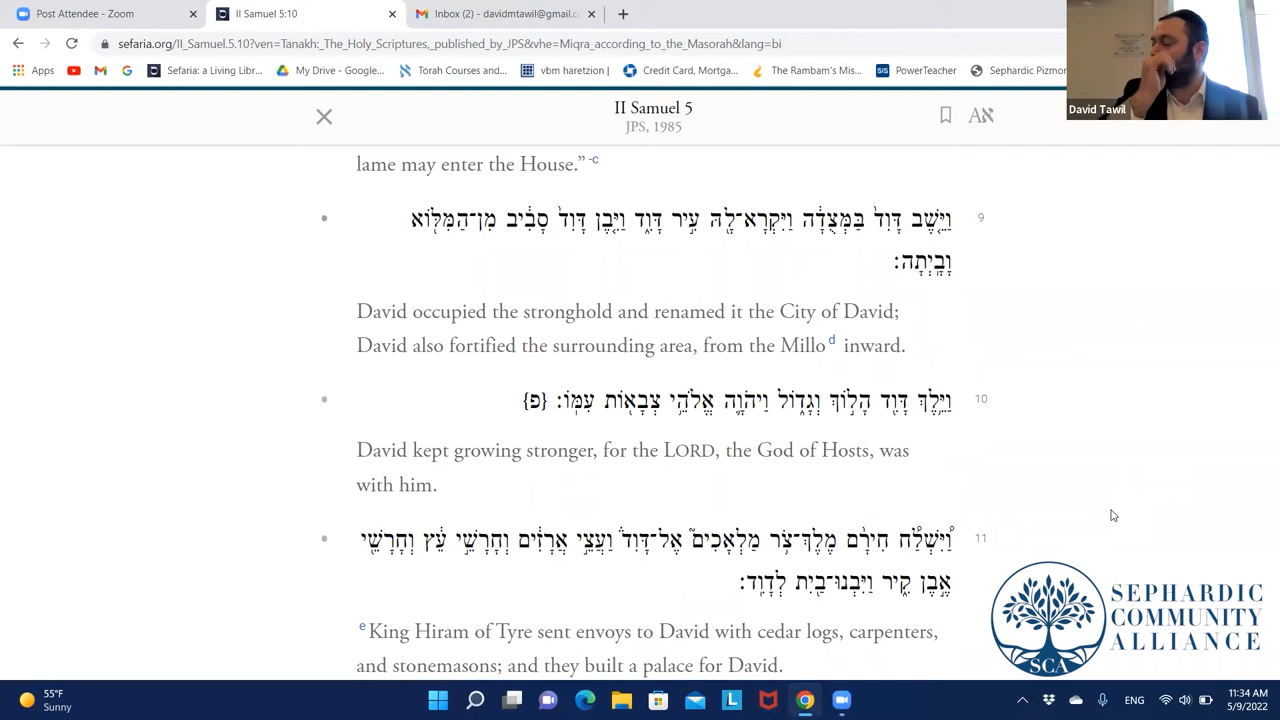 Post Attendee - Zoom
II Samuel 5:10
Inbox (2) - davidmtawil@gmail.c
sefaria.org/II_Samuel.5.10?ven=Tanakh:_The_Holy_Scriptures_published_by_JPS&vhe=Miqra_according_to_the_Masorah&lang=bi
Apps
Sefaria: a Living Libr...
My Drive - Google...
Torah Courses and...
vbm haretzion
Credit Card, Mortga...
The Rambam's Mis...
SIS PowerTeacher
Sephardic Pizmon
David Tawil
II Samuel 5
JPS, 1985
Aא
lame may enter the House.” -c
9
וַיֵּ֤שֶׁב דָּוִד֙ בַּמְּצֻדָ֔ה וַיִּקְרָא־לָ֖הּ עִ֣יר דָּוִ֑ד וַיִּ֤בֶן דָּוִד֙ סָבִ֔יב מִן־הַמִּלּ֖וֹא
וָבָֽיְתָה׃
David occupied the stronghold and renamed it the City of David;
David also fortified the surrounding area, from the Millo d inward.
10
וַיֵּ֥לֶךְ דָּוִ֖ד הָל֣וֹךְ וְגָד֑וֹל וַיהֹוָ֛ה אֱלֹהֵ֥י צְבָא֖וֹת עִמּֽוֹ׃ {פ}
David kept growing stronger, for the LORD, the God of Hosts, was
with him.
11
וַ֠יִּשְׁלַ֠ח חִירָ֨ם מֶלֶךְ־צֹ֥ר מַלְאָכִים֮ אֶל־דָּוִד֒ וַעֲצֵ֣י אֲרָזִ֔ים וְחָרָשֵׁ֣י עֵ֔ץ וְחָרָשֵׁ֖י
אֶ֣בֶן קִ֑יר וַיִּבְנוּ־בַ֖יִת לְדָוִֽד׃
e King Hiram of Tyre sent envoys to David with cedar logs, carpenters,
and stonemasons; and they built a palace for David.
SEPHARDIC
COMMUNITY
ALLIANCE
SCA
55°F
Sunny
L
ENG
11:34 AM
5/9/2022